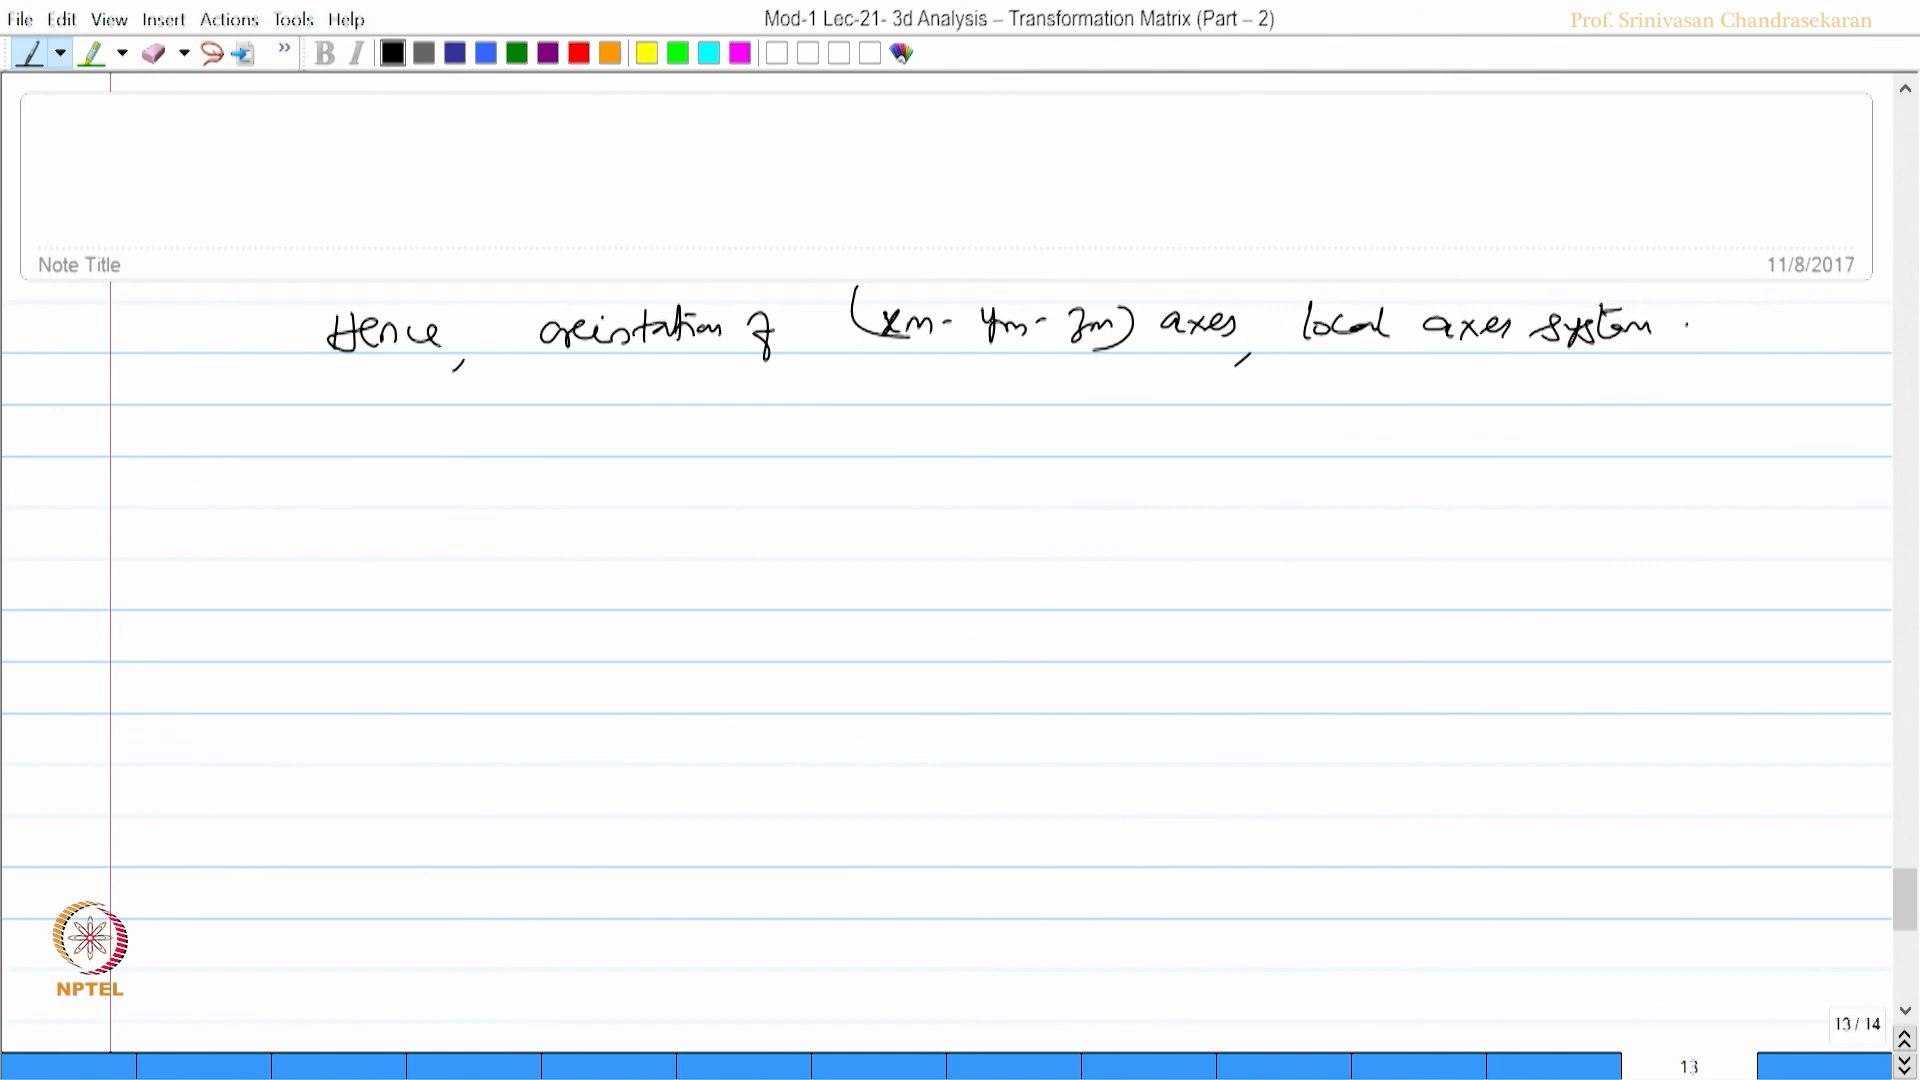 File Edit View Insert Actions Tools Help Mod-1 Lec-21- 3d Analysis – Transformation Matrix (Part – 2) Prof. Srinivasan Chandrasekaran
B I
Note Title 11/8/2017
Hence, orientation of (xm - ym - zm) axes, local axes system.
NPTEL
13 / 14
13